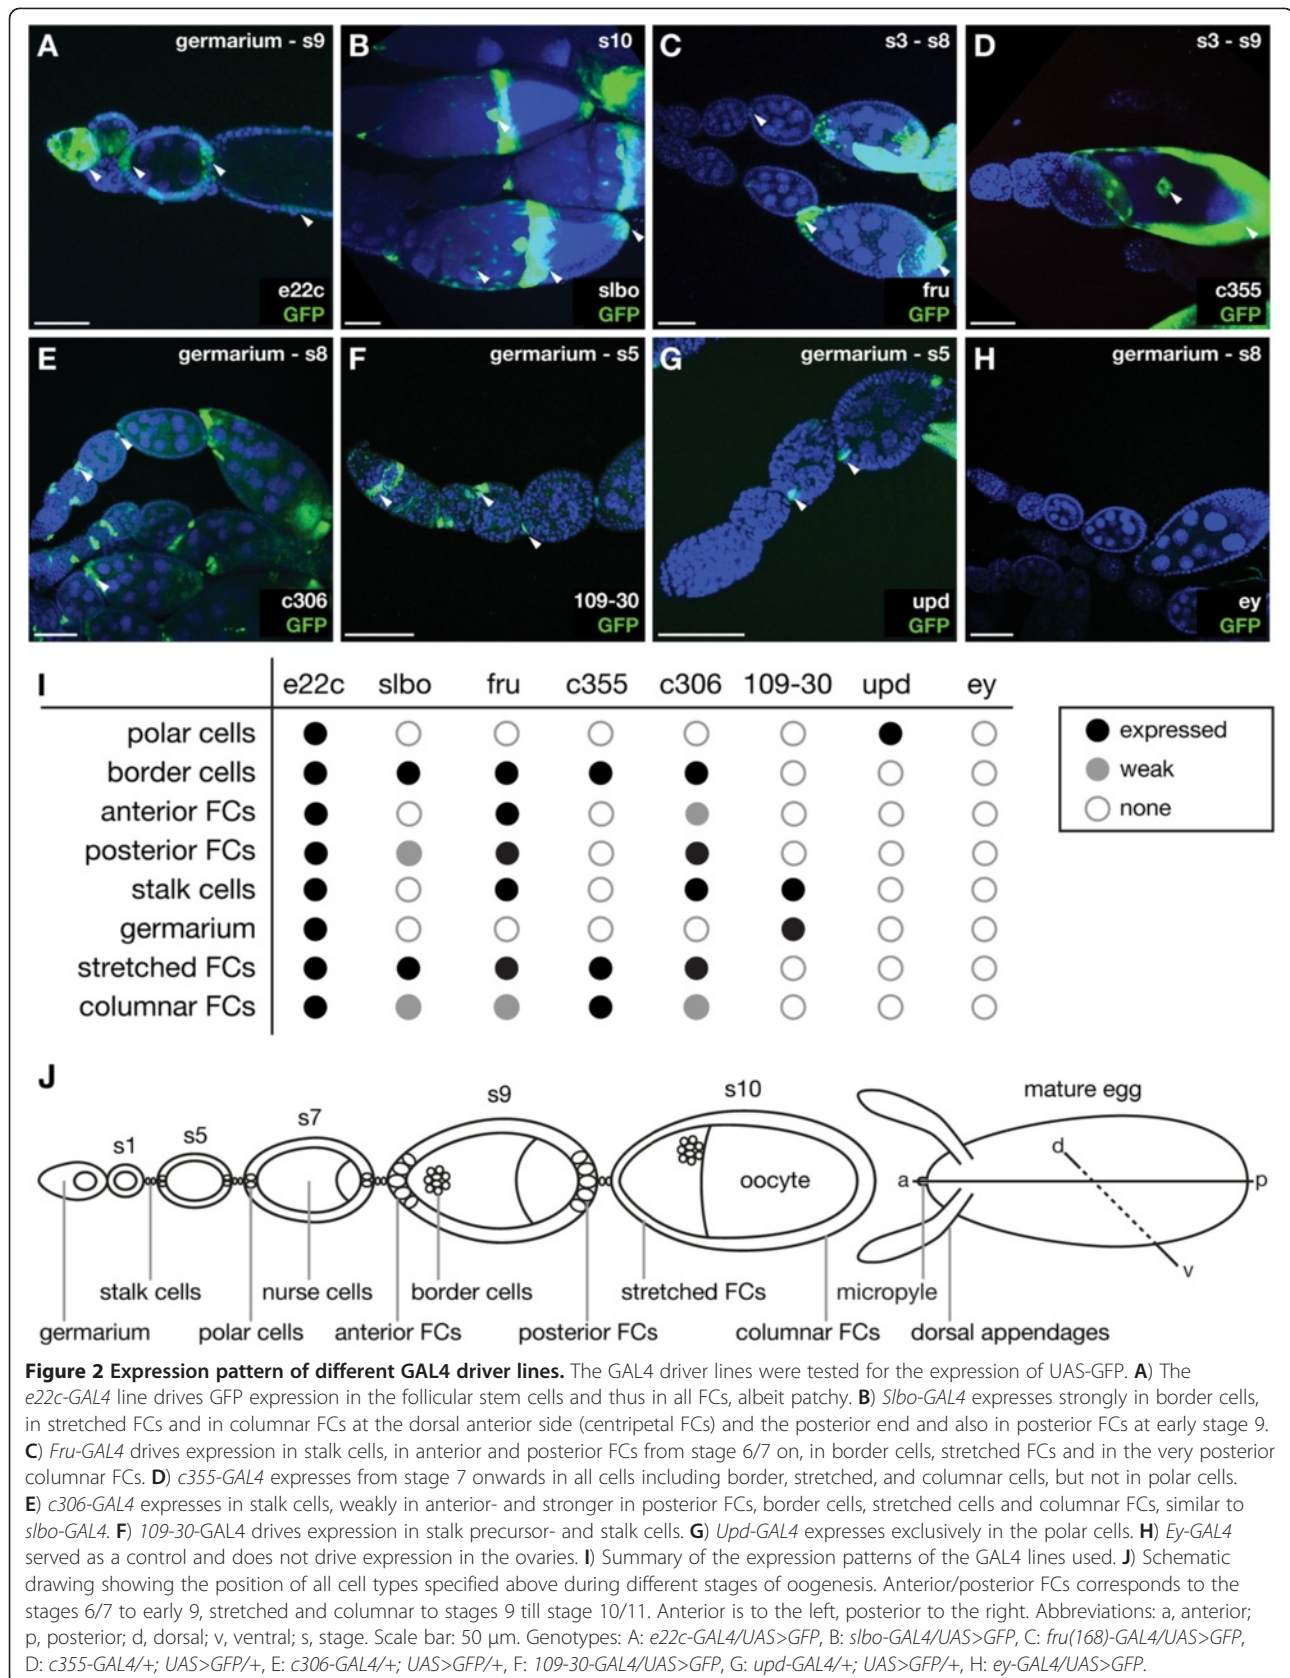 A germarium - s9
e22c
GFP
B s10
slbo
GFP
C s3 - s8
fru
GFP
D s3 - s9
c355
GFP
E germarium - s8
c306
GFP
F germarium - s5
109-30
GFP
G germarium - s5
upd
GFP
H germarium - s8
ey
GFP
I e22c slbo fru c355 c306 109-30 upd ey
polar cells
border cells
anterior FCs
posterior FCs
stalk cells
germarium
stretched FCs
columnar FCs
expressed
weak
none
J
s1 s5 s7 s9 s10 mature egg
oocyte
a p d v
stalk cells nurse cells border cells stretched FCs micropyle
germarium polar cells anterior FCs posterior FCs columnar FCs dorsal appendages
Figure 2 Expression pattern of different GAL4 driver lines. The GAL4 driver lines were tested for the expression of UAS-GFP. A) The
e22c-GAL4 line drives GFP expression in the follicular stem cells and thus in all FCs, albeit patchy. B) Slbo-GAL4 expresses strongly in border cells,
in stretched FCs and in columnar FCs at the dorsal anterior side (centripetal FCs) and the posterior end and also in posterior FCs at early stage 9.
C) Fru-GAL4 drives expression in stalk cells, in anterior and posterior FCs from stage 6/7 on, in border cells, stretched FCs and in the very posterior
columnar FCs. D) c355-GAL4 expresses from stage 7 onwards in all cells including border, stretched, and columnar cells, but not in polar cells.
E) c306-GAL4 expresses in stalk cells, weakly in anterior- and stronger in posterior FCs, border cells, stretched cells and columnar FCs, similar to
slbo-GAL4. F) 109-30-GAL4 drives expression in stalk precursor- and stalk cells. G) Upd-GAL4 expresses exclusively in the polar cells. H) Ey-GAL4
served as a control and does not drive expression in the ovaries. I) Summary of the expression patterns of the GAL4 lines used. J) Schematic
drawing showing the position of all cell types specified above during different stages of oogenesis. Anterior/posterior FCs corresponds to the
stages 6/7 to early 9, stretched and columnar to stages 9 till stage 10/11. Anterior is to the left, posterior to the right. Abbreviations: a, anterior;
p, posterior; d, dorsal; v, ventral; s, stage. Scale bar: 50 μm. Genotypes: A: e22c-GAL4/UAS>GFP, B: slbo-GAL4/UAS>GFP, C: fru(168)-GAL4/UAS>GFP,
D: c355-GAL4/+; UAS>GFP/+, E: c306-GAL4/+; UAS>GFP/+, F: 109-30-GAL4/UAS>GFP, G: upd-GAL4/+; UAS>GFP/+, H: ey-GAL4/UAS>GFP.